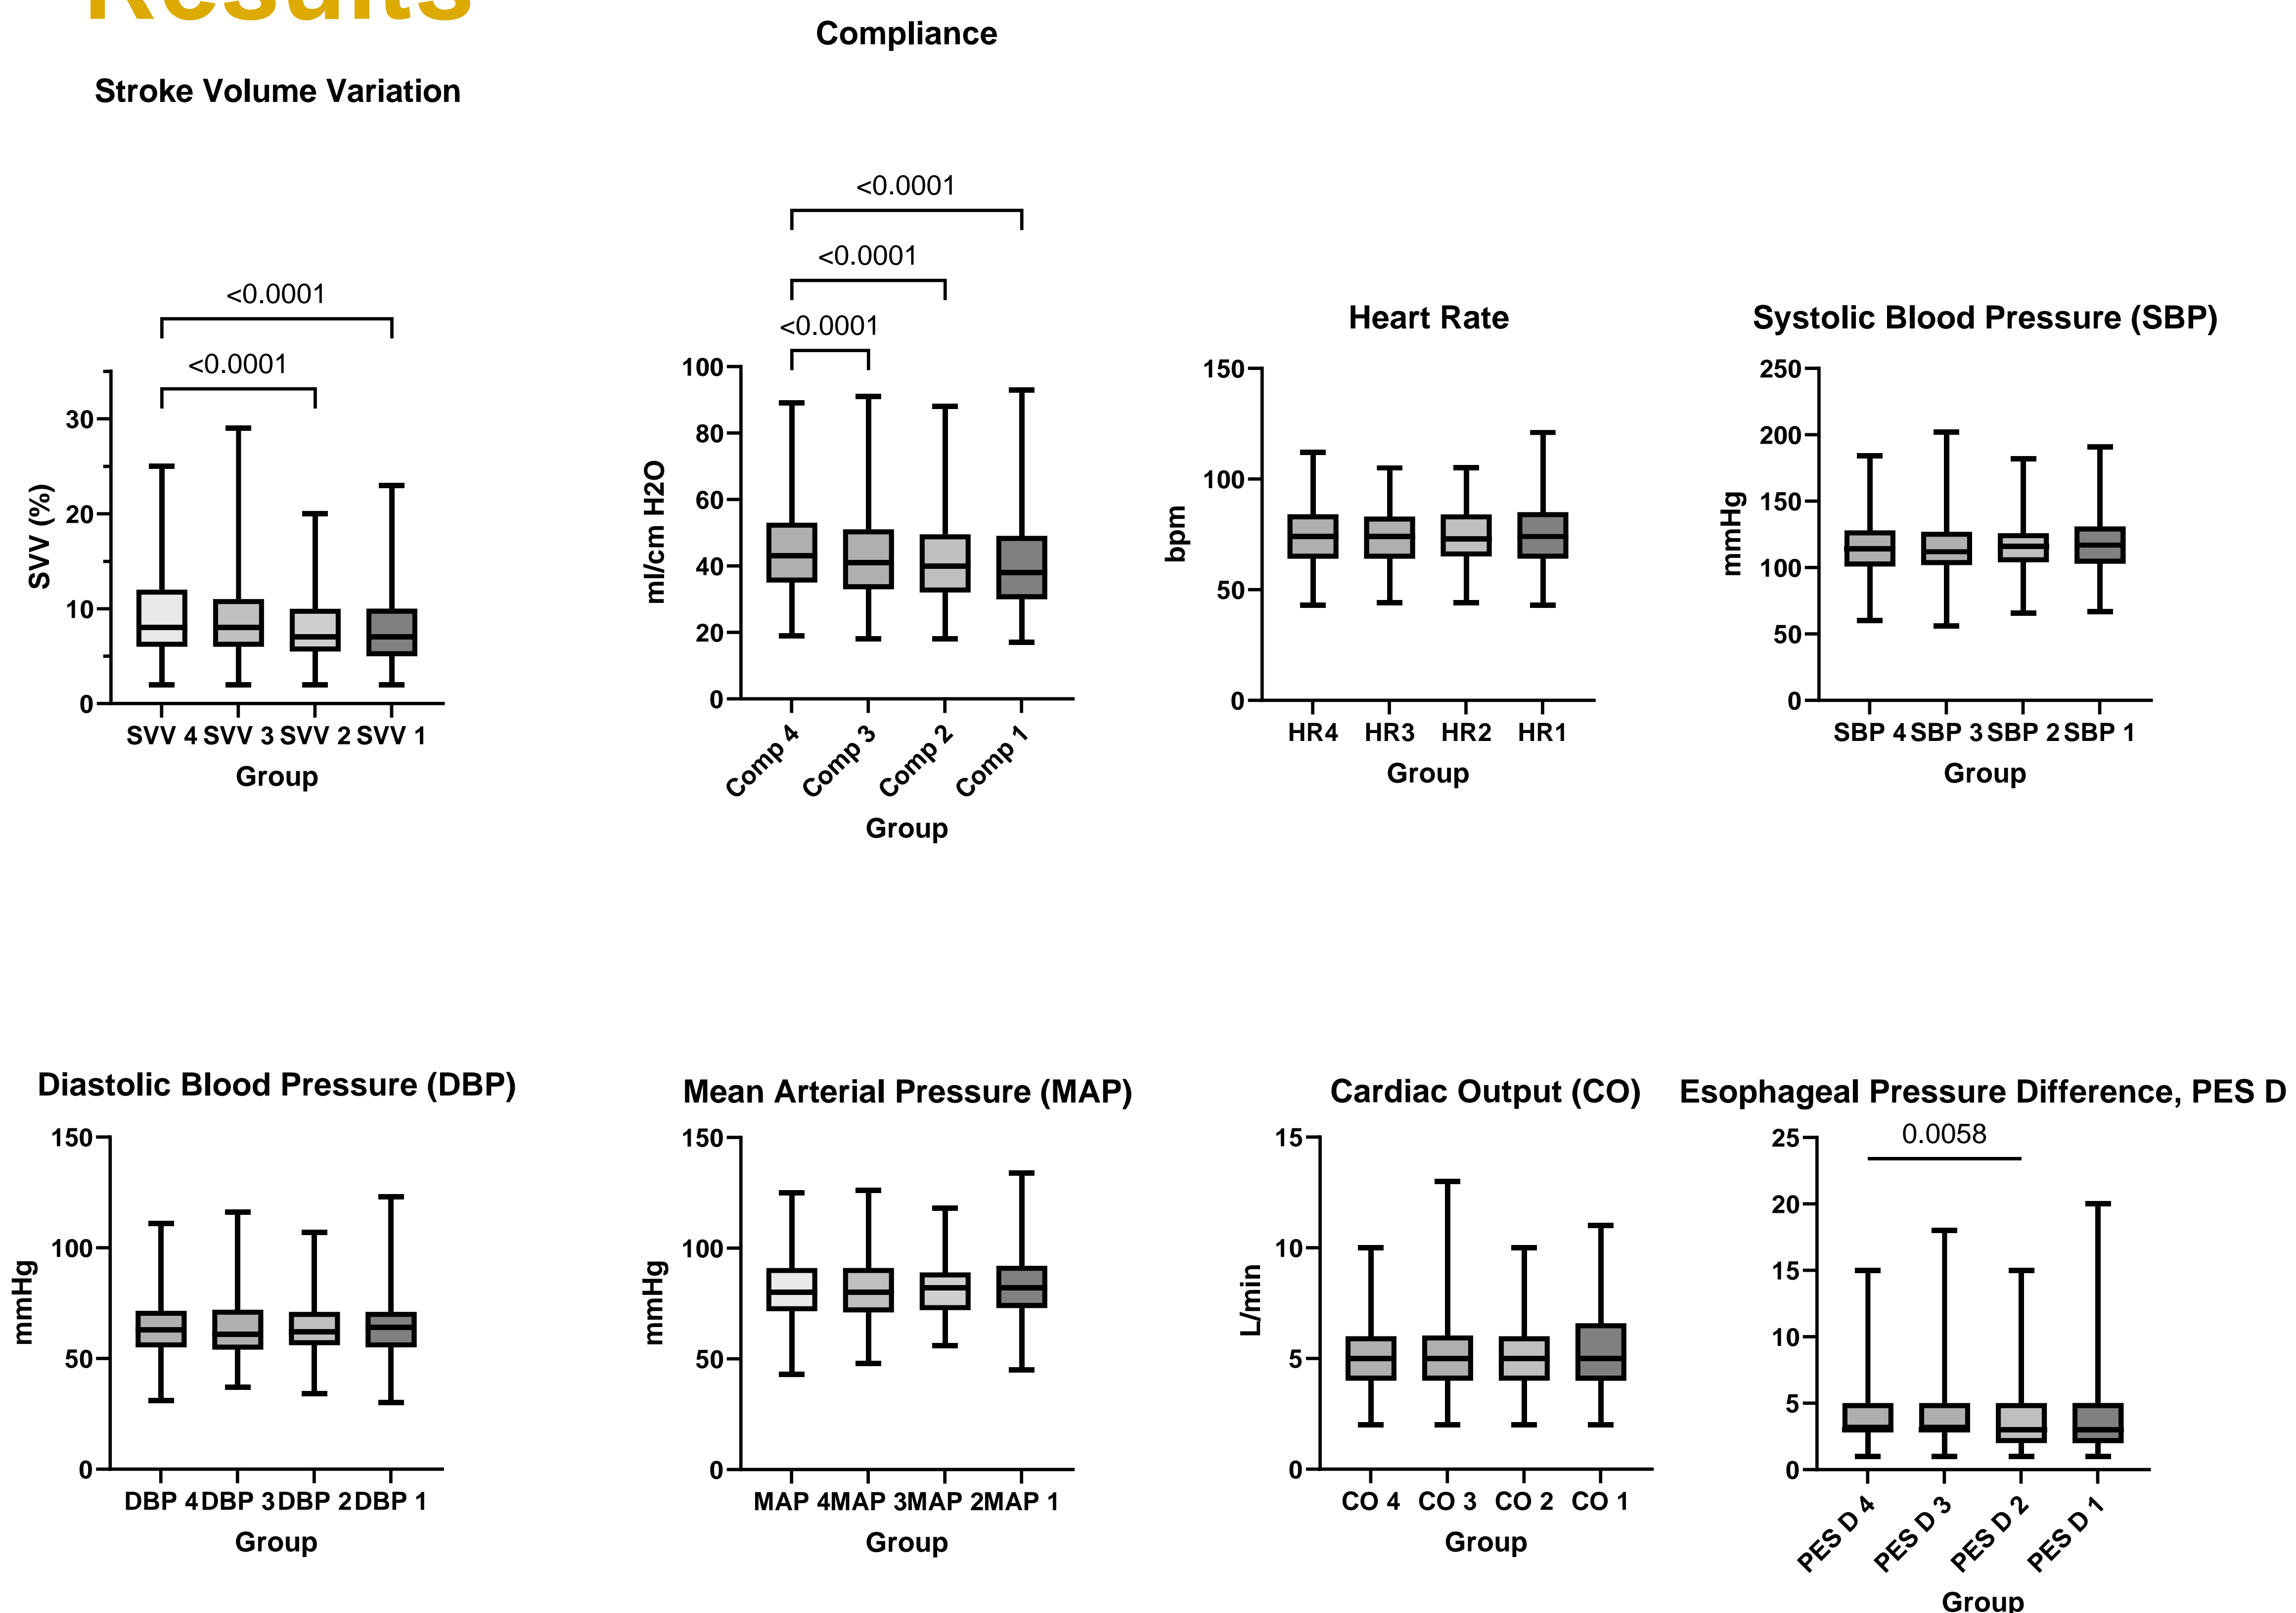 Results
Stroke Volume Variation
<0.0001
<0.0001
30
20
10
0
SVV (%)
SVV 4 SVV 3 SVV 2 SVV 1
Group
Compliance
<0.0001
<0.0001
<0.0001
100
80
60
40
20
0
ml/cm H2O
Comp 4
Comp 3
Comp 2
Comp 1
Group
Heart Rate
150
100
50
0
bpm
HR4 HR3 HR2 HR1
Group
Systolic Blood Pressure (SBP)
250
200
150
100
50
0
mmHg
SBP 4 SBP 3 SBP 2 SBP 1
Group
Diastolic Blood Pressure (DBP)
150
100
50
0
mmHg
DBP 4 DBP 3 DBP 2 DBP 1
Group
Mean Arterial Pressure (MAP)
150
100
50
0
mmHg
MAP 4 MAP 3 MAP 2 MAP 1
Group
Cardiac Output (CO)
15
10
5
0
L/min
CO 4 CO 3 CO 2 CO 1
Group
Esophageal Pressure Difference, PES D
0.0058
25
20
15
10
5
0
PES D 4
PES D 3
PES D 2
PES D 1
Group